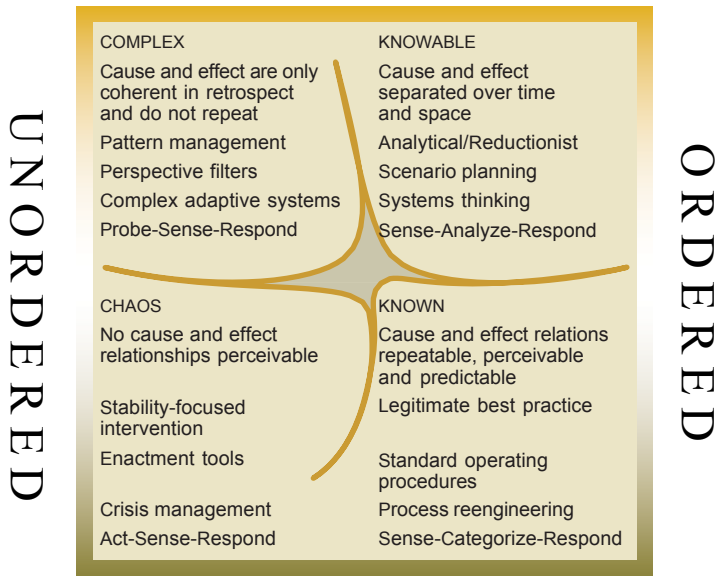 UNORDERED
COMPLEX
Cause and effect are only
coherent in retrospect
and do not repeat
Pattern management
Perspective filters
Complex adaptive systems
Probe-Sense-Respond
KNOWABLE
Cause and effect
separated over time
and space
Analytical/Reductionist
Scenario planning
Systems thinking
Sense-Analyze-Respond
CHAOS
No cause and effect
relationships perceivable
Stability-focused
intervention
Enactment tools
Crisis management
Act-Sense-Respond
KNOWN
Cause and effect relations
repeatable, perceivable
and predictable
Legitimate best practice
Standard operating
procedures
Process reengineering
Sense-Categorize-Respond
ORDERED